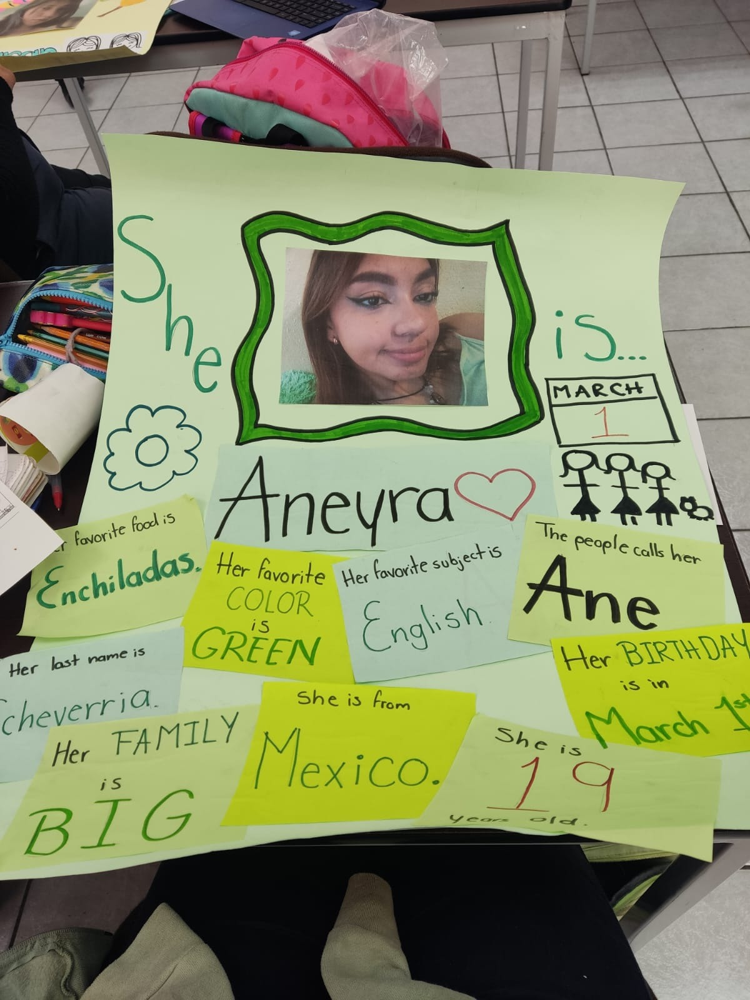 She
is...
MARCH
1
Aneyra
favorite food is
Enchiladas.
Her favorite
COLOR
is
GREEN
Her favorite subject is
English.
The people calls her
Ane
Her last name is
cheverria.
Her BIRTHDAY
is in
March 1st
Her FAMILY
is
BIG
She is from
Mexico.
She is
19
years old.